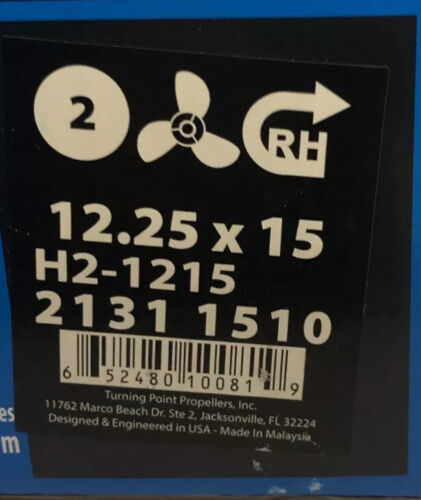 2
RH
12.25 x 15
H2-1215
2131 1510
6 52480 10081 9
Turning Point Propellers, Inc.
11762 Marco Beach Dr. Ste 2, Jacksonville, FL 32224
Designed & Engineered in USA - Made In Malaysia
es
m